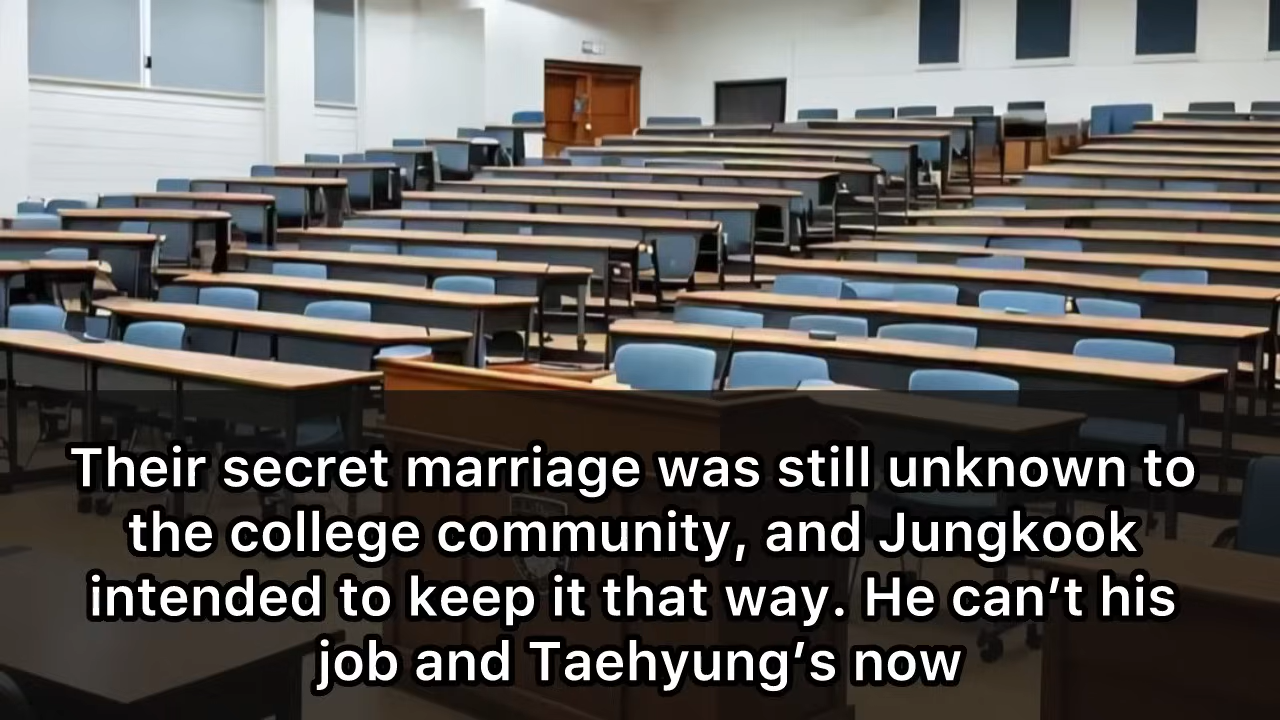 Their secret marriage was still unknown to
the college community, and Jungkook
intended to keep it that way. He can’t his
job and Taehyung’s now